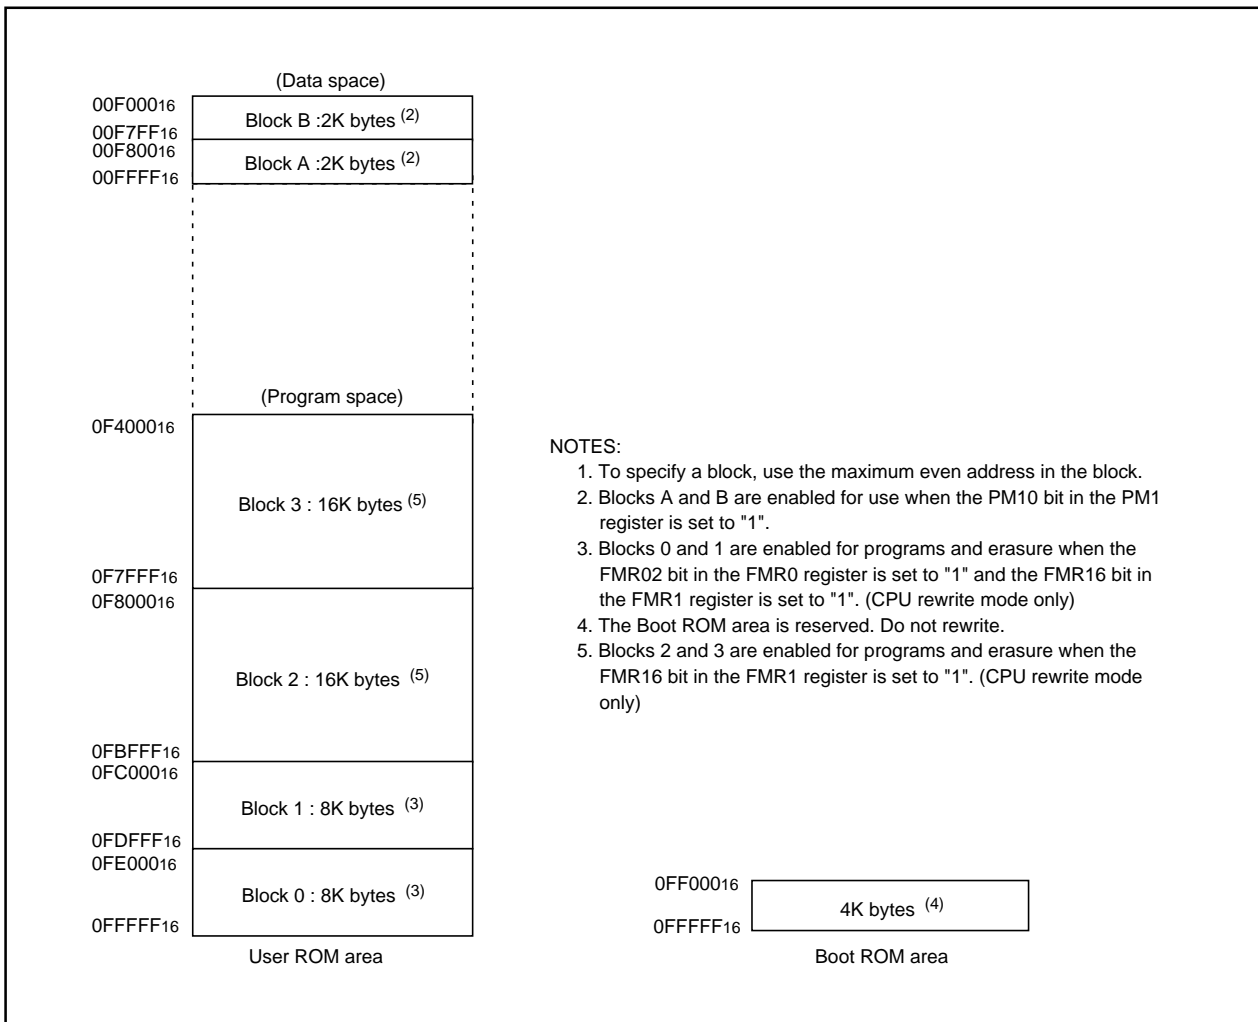 (Data space)
00F00016
Block B :2K bytes (2)
00F7FF16
00F80016
Block A :2K bytes (2)
00FFFF16
(Program space)
0F400016
Block 3 : 16K bytes (5)
0F7FFF16
0F800016
Block 2 : 16K bytes (5)
0FBFFF16
0FC00016
Block 1 : 8K bytes (3)
0FDFFF16
0FE00016
Block 0 : 8K bytes (3)
0FFFFF16
User ROM area
NOTES:
1. To specify a block, use the maximum even address in the block.
2. Blocks A and B are enabled for use when the PM10 bit in the PM1
register is set to "1".
3. Blocks 0 and 1 are enabled for programs and erasure when the
FMR02 bit in the FMR0 register is set to "1" and the FMR16 bit in
the FMR1 register is set to "1". (CPU rewrite mode only)
4. The Boot ROM area is reserved. Do not rewrite.
5. Blocks 2 and 3 are enabled for programs and erasure when the
FMR16 bit in the FMR1 register is set to "1". (CPU rewrite mode
only)
0FF00016
4K bytes (4)
0FFFFF16
Boot ROM area